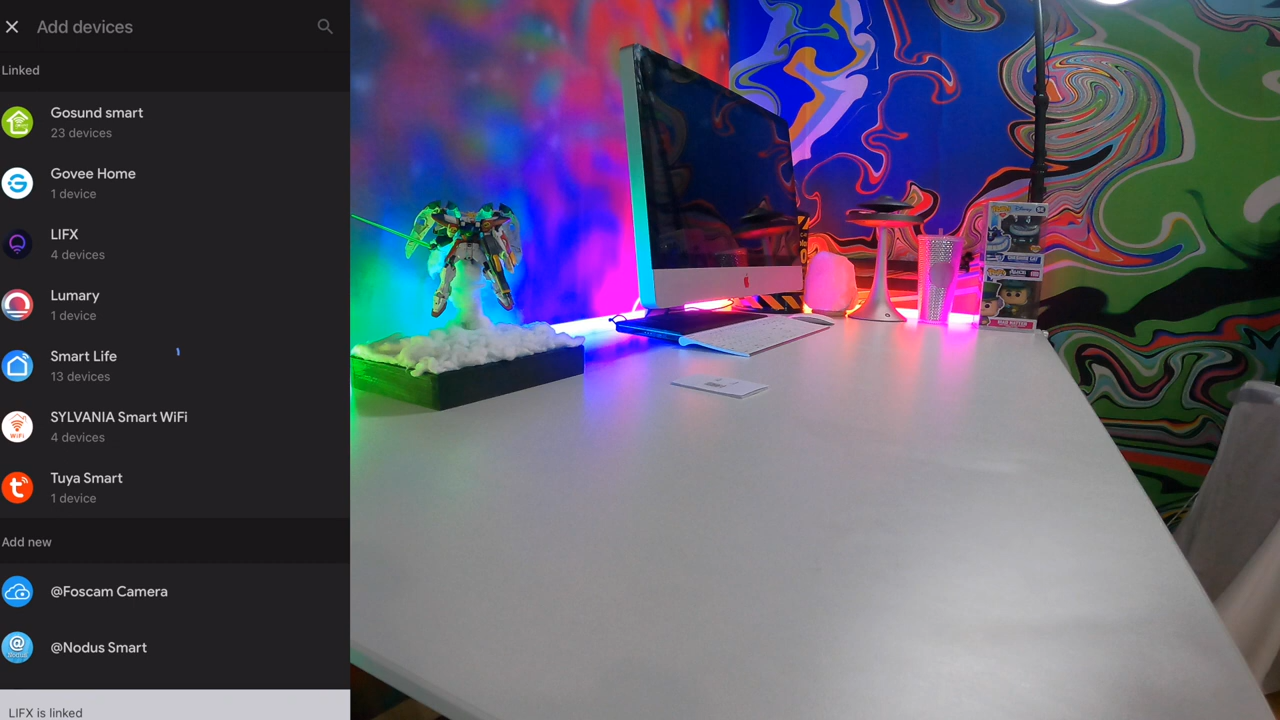 Add devices
Linked
Gosund smart
23 devices
Govee Home
1 device
LIFX
4 devices
Lumary
1 device
Smart Life
13 devices
SYLVANIA Smart WiFi
4 devices
Tuya Smart
1 device
Add new
@Foscam Camera
@Nodus Smart
LIFX is linked